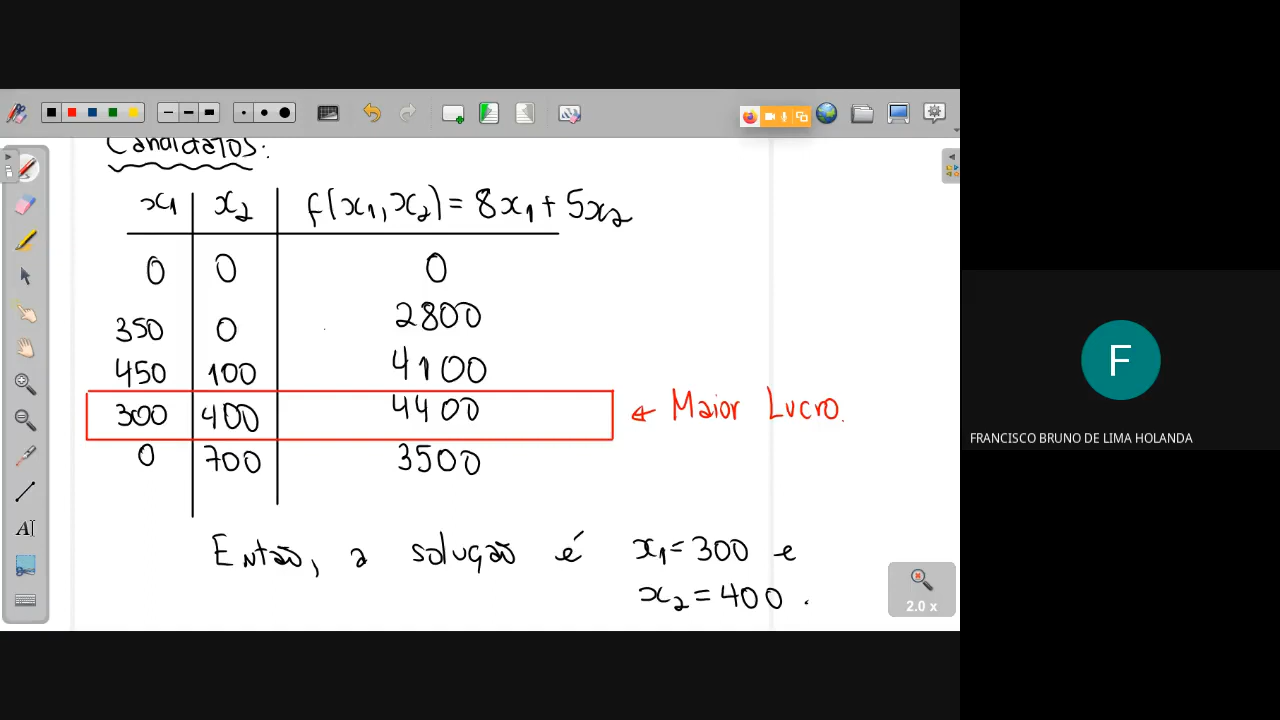 Candidatos:
x₁ x₂ f(x₁,x₂) = 8x₁ + 5x₂
0 0 0
350 0 2800
450 100 4100
300 400 4400 ← Maior Lucro.
0 700 3500
Então, a solução é x₁ = 300 e
x₂ = 400.
2.0 x
F
FRANCISCO BRUNO DE LIMA HOLANDA